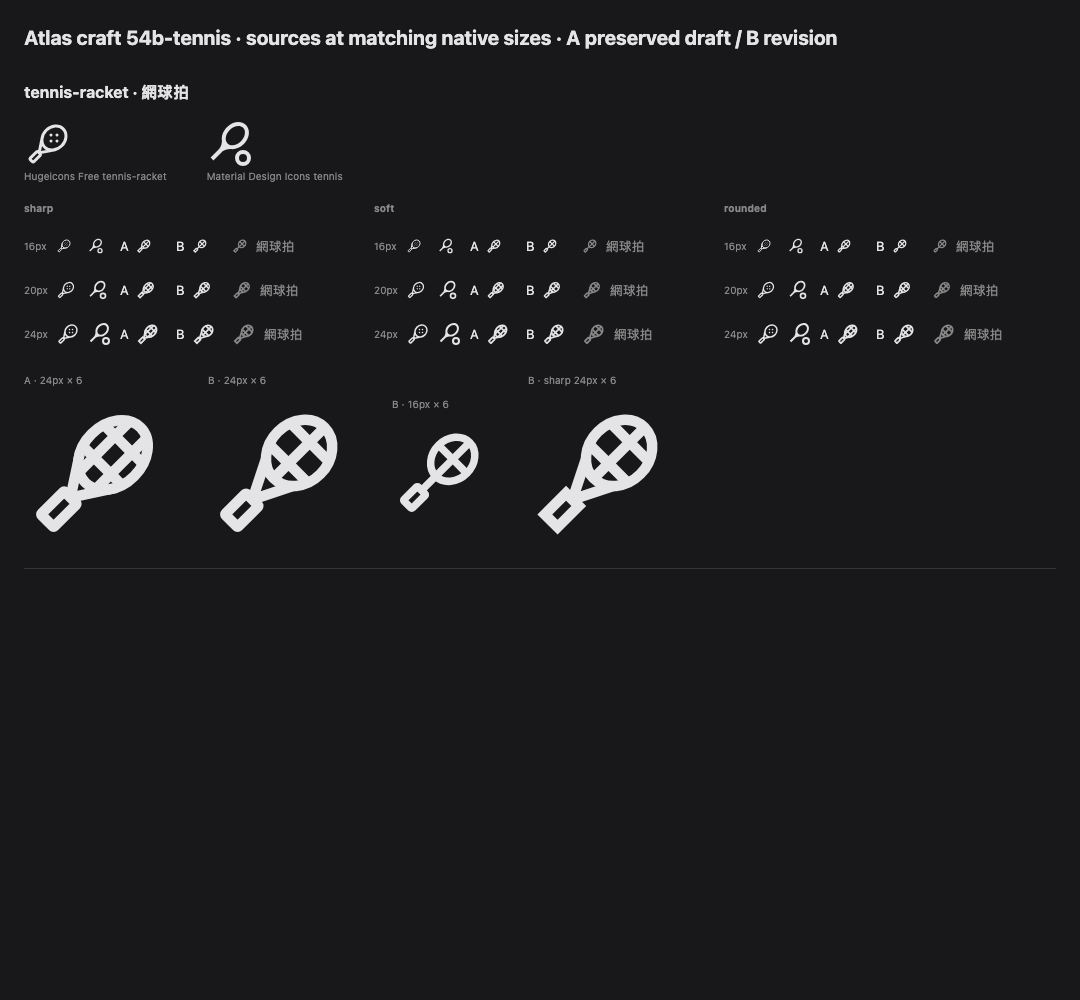 Atlas craft 54b-tennis · sources at matching native sizes · A preserved draft / B revision
tennis-racket · 網球拍
Hugeicons Free tennis-racket
Material Design Icons tennis
sharp
soft
rounded
16px A B 網球拍
16px A B 網球拍
16px A B 網球拍
20px A B 網球拍
20px A B 網球拍
20px A B 網球拍
24px A B 網球拍
24px A B 網球拍
24px A B 網球拍
A · 24px × 6
B · 24px × 6
B · 16px × 6
B · sharp 24px × 6